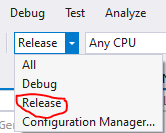 Debug Test Analyze
Release Any CPU
All
Debug
Release
Configuration Manager...